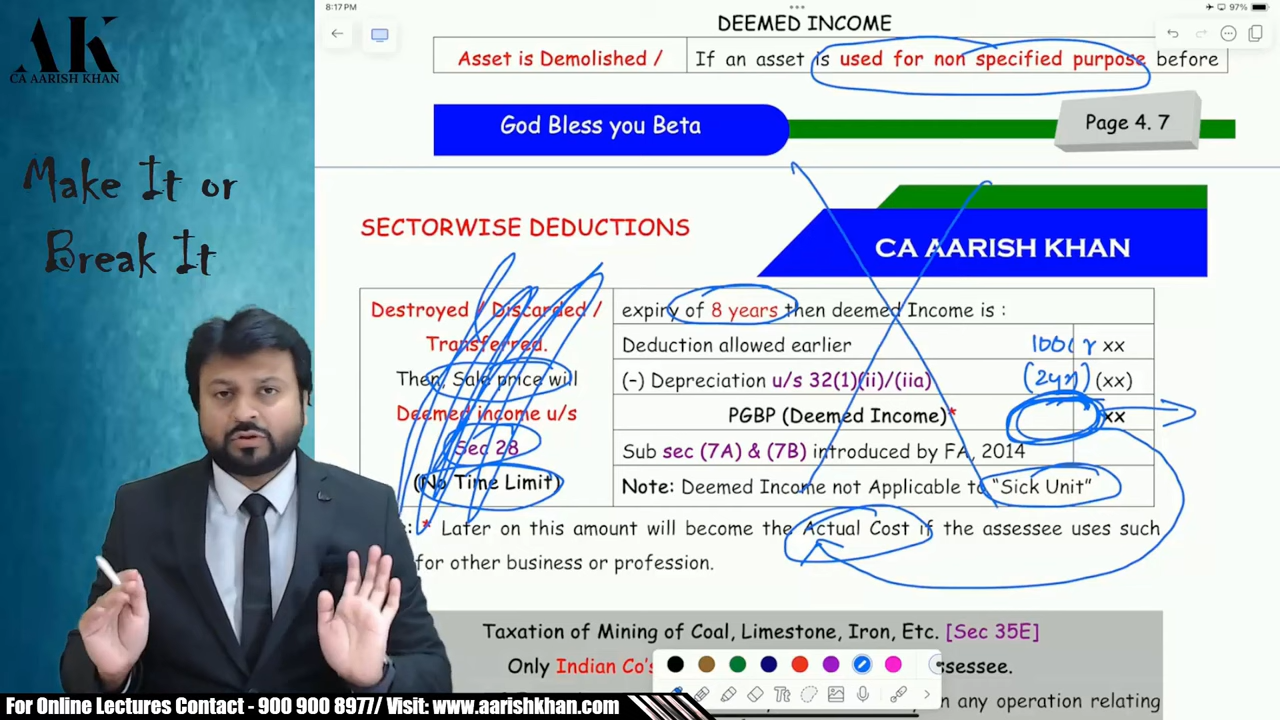 8:17 PM
97%
AK
CA AARISH KHAN
Make It or
Break It
DEEMED INCOME
Asset is Demolished /
If an asset is used for non specified purpose before
God Bless you Beta
Page 4. 7
SECTORWISE DEDUCTIONS
CA AARISH KHAN
Destroyed / Discarded /
Transferred.
Then, Sale price will
Deemed income u/s
Sec 28
(No Time Limit)
expiry of 8 years then deemed Income is :
Deduction allowed earlier
xx
(-) Depreciation u/s 32(1)(ii)/(iia)
(xx)
PGBP (Deemed Income)*
xx
Sub sec (7A) & (7B) introduced by FA, 2014
Note: Deemed Income not Applicable to "Sick Unit"
: * Later on this amount will become the Actual Cost if the assessee uses such
for other business or profession.
Taxation of Mining of Coal, Limestone, Iron, Etc. [Sec 35E]
Only Indian Co's
any operation relating
For Online Lectures Contact - 900 900 8977/ Visit: www.aarishkhan.com